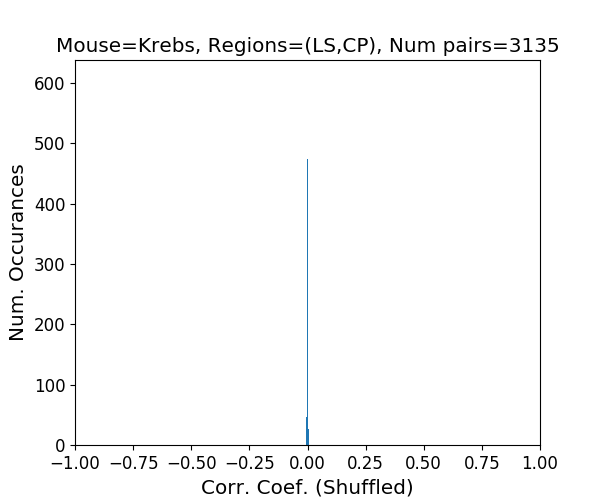 Mouse=Krebs, Regions=(LS,CP), Num pairs=3135
600
500
400
300
200
100
0
Num. Occurances
−1.00 −0.75 −0.50 −0.25 0.00 0.25 0.50 0.75 1.00
Corr. Coef. (Shuffled)